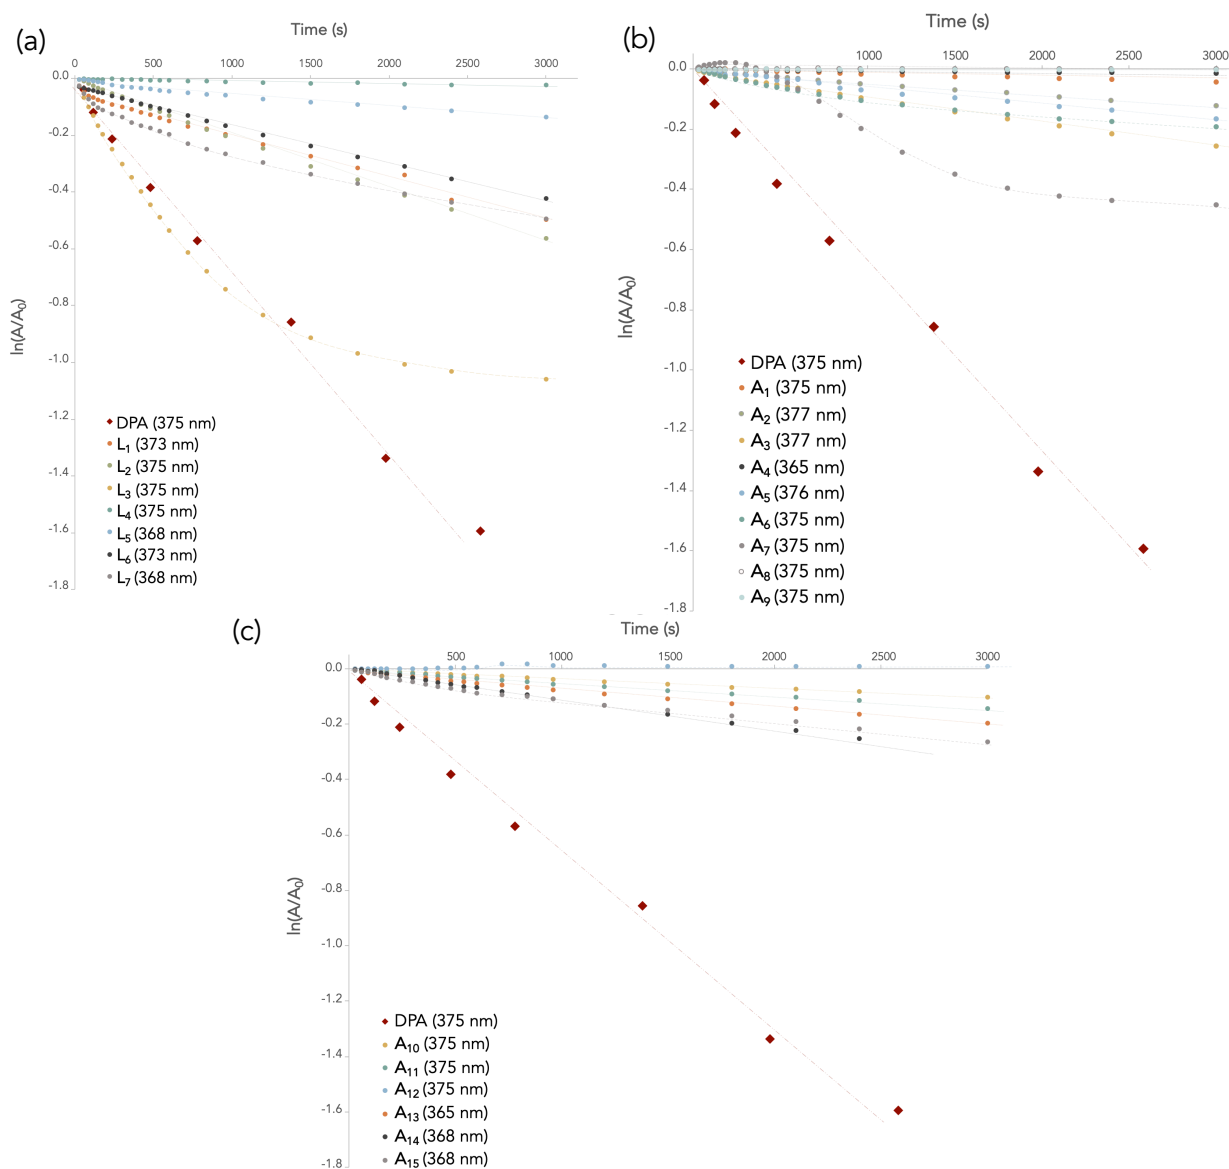 (a)
Time (s)
0 500 1000 1500 2000 2500 3000
0.0
-0.2
-0.4
-0.6
-0.8
-1.0
-1.2
-1.4
-1.6
-1.8
ln(A/A0)
DPA (375 nm)
L1 (373 nm)
L2 (375 nm)
L3 (375 nm)
L4 (375 nm)
L5 (368 nm)
L6 (373 nm)
L7 (368 nm)
(b)
Time (s)
1000 1500 2000 2500 3000
0.0
-0.2
-0.4
-0.6
-0.8
-1.0
-1.2
-1.4
-1.6
-1.8
ln(A/A0)
DPA (375 nm)
A1 (375 nm)
A2 (377 nm)
A3 (377 nm)
A4 (365 nm)
A5 (376 nm)
A6 (375 nm)
A7 (375 nm)
A8 (375 nm)
A9 (375 nm)
(c)
Time (s)
500 1000 1500 2000 2500 3000
0.0
-0.2
-0.4
-0.6
-0.8
-1.0
-1.2
-1.4
-1.6
-1.8
ln(A/A0)
DPA (375 nm)
A10 (375 nm)
A11 (375 nm)
A12 (375 nm)
A13 (365 nm)
A14 (368 nm)
A15 (368 nm)